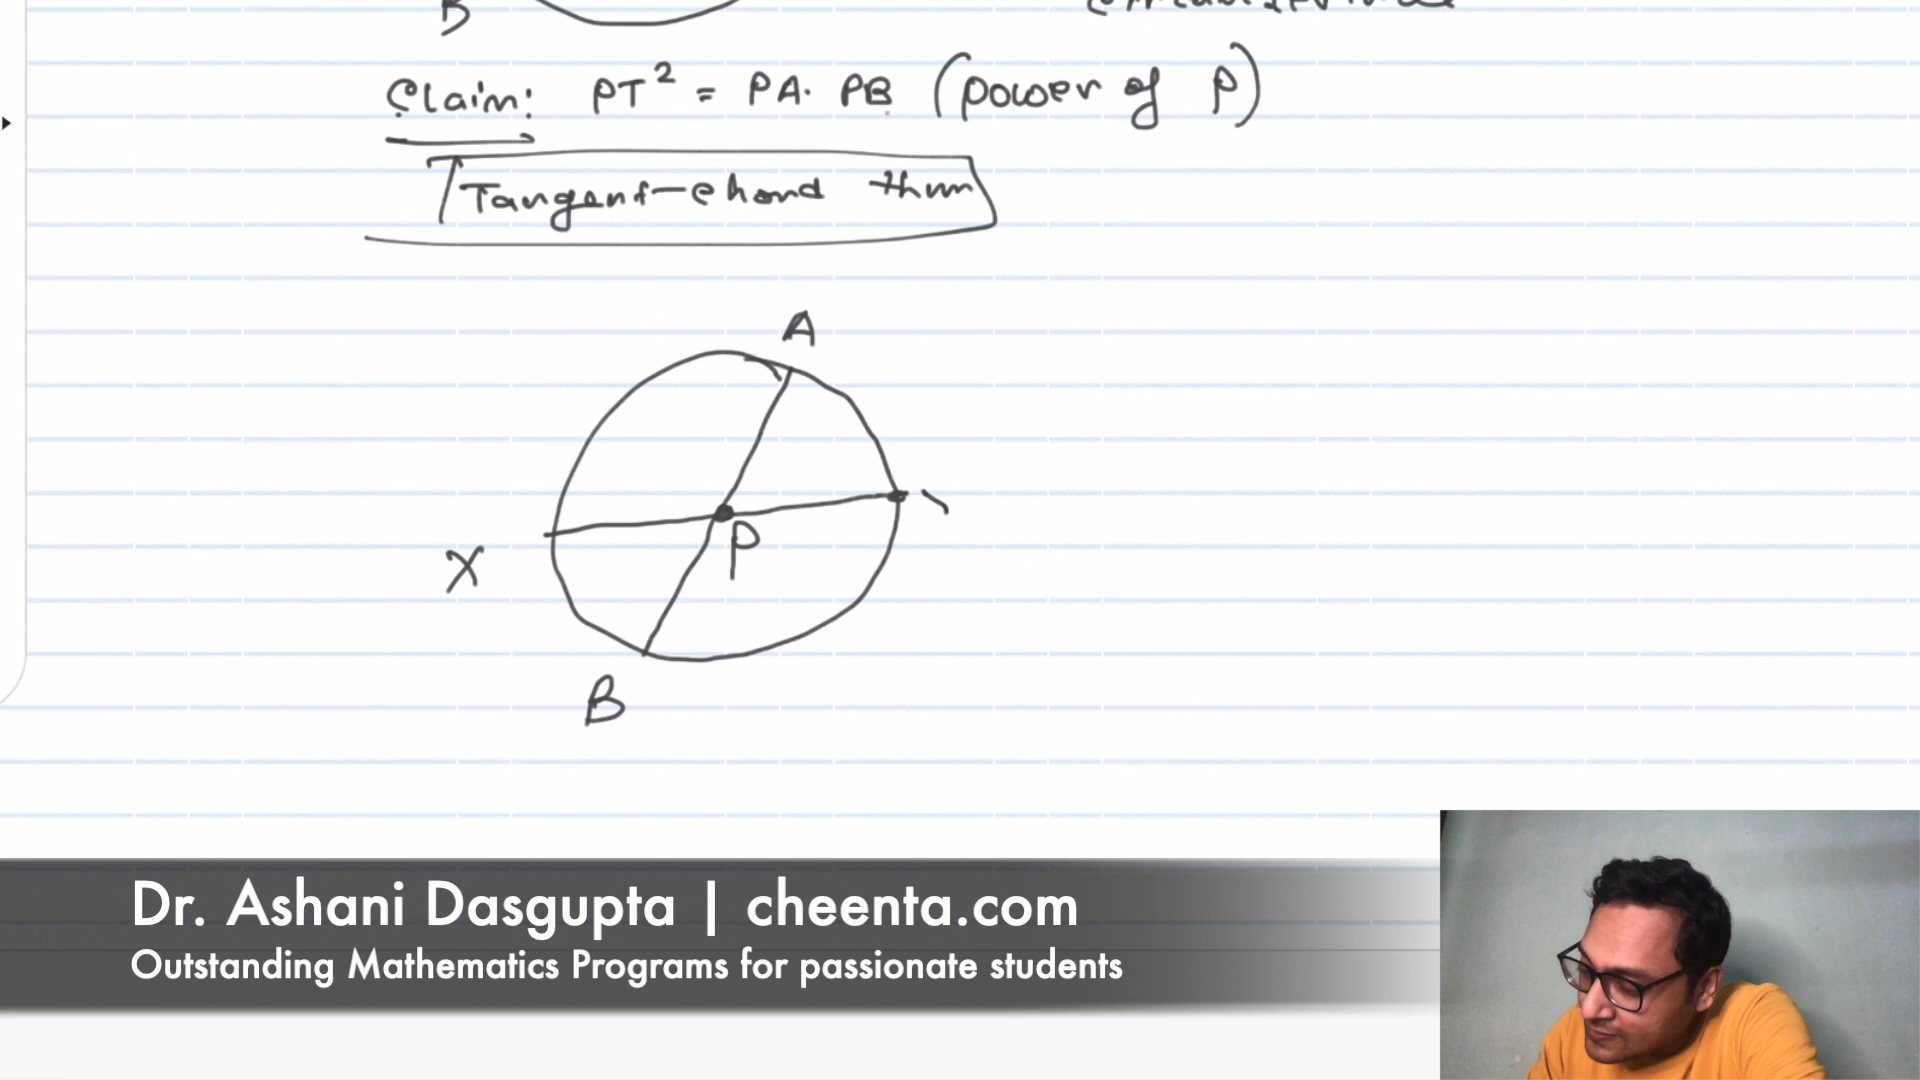 B
Claim: PT² = PA. PB (power of P)
Tangent-chord thm
A
P
X
B
Dr. Ashani Dasgupta | cheenta.com
Outstanding Mathematics Programs for passionate students